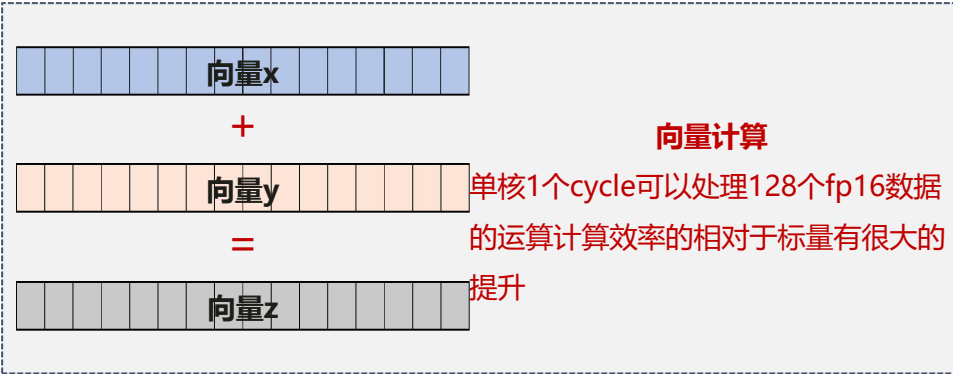 向量x
+
向量y
=
向量z
向量计算
单核1个cycle可以处理128个fp16数据
的运算计算效率的相对于标量有很大的
提升